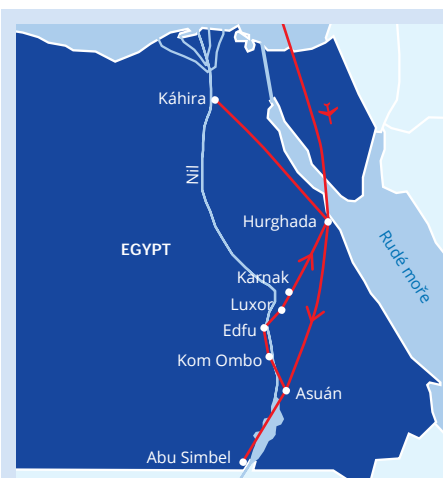 Káhira
Nil
Hurghada
EGYPT
Rudé moře
Karnak
Luxor
Edfu
Kom Ombo
Asuán
Abu Simbel